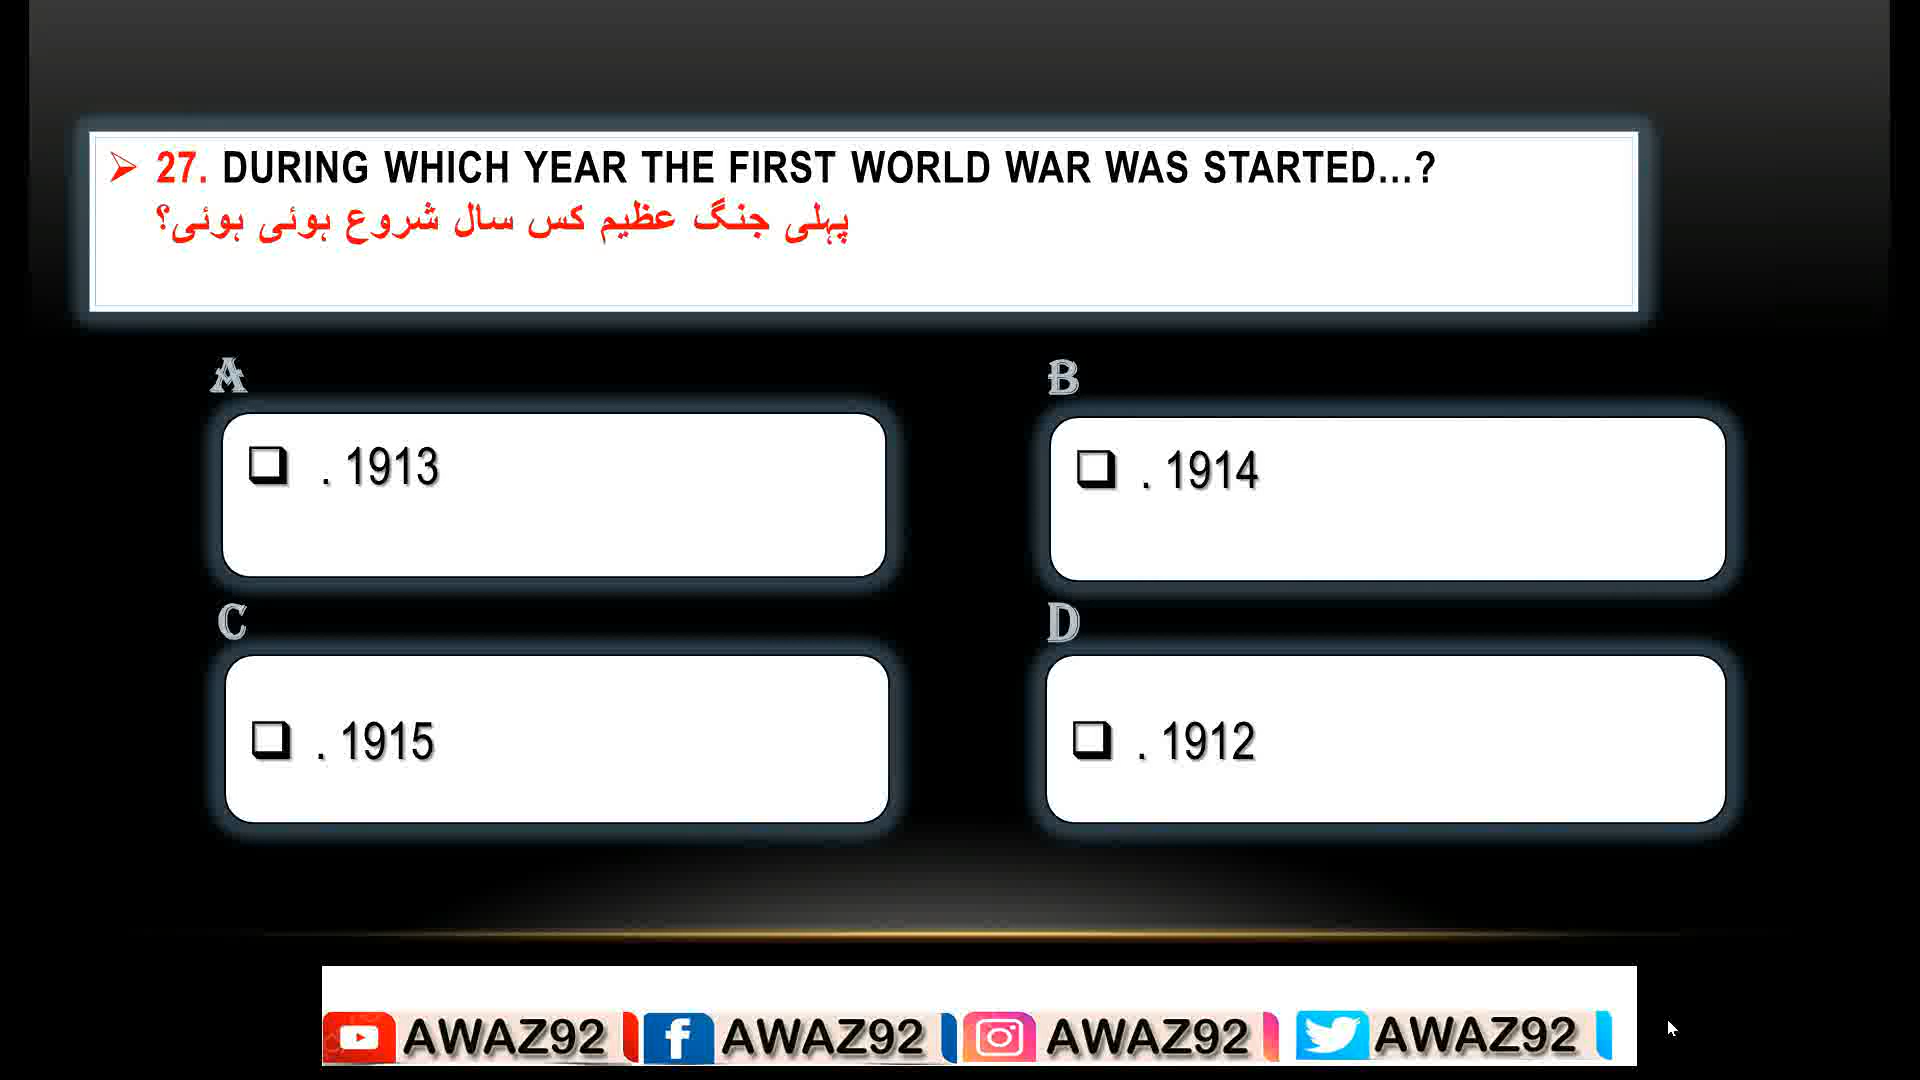 ➢ 27. DURING WHICH YEAR THE FIRST WORLD WAR WAS STARTED...?
پہلی جنگ عظیم کس سال شروع ہوئی ہوئی؟
A
❑ . 1913
B
❑ . 1914
C
❑ . 1915
D
❑ . 1912
AWAZ92 AWAZ92 AWAZ92 AWAZ92